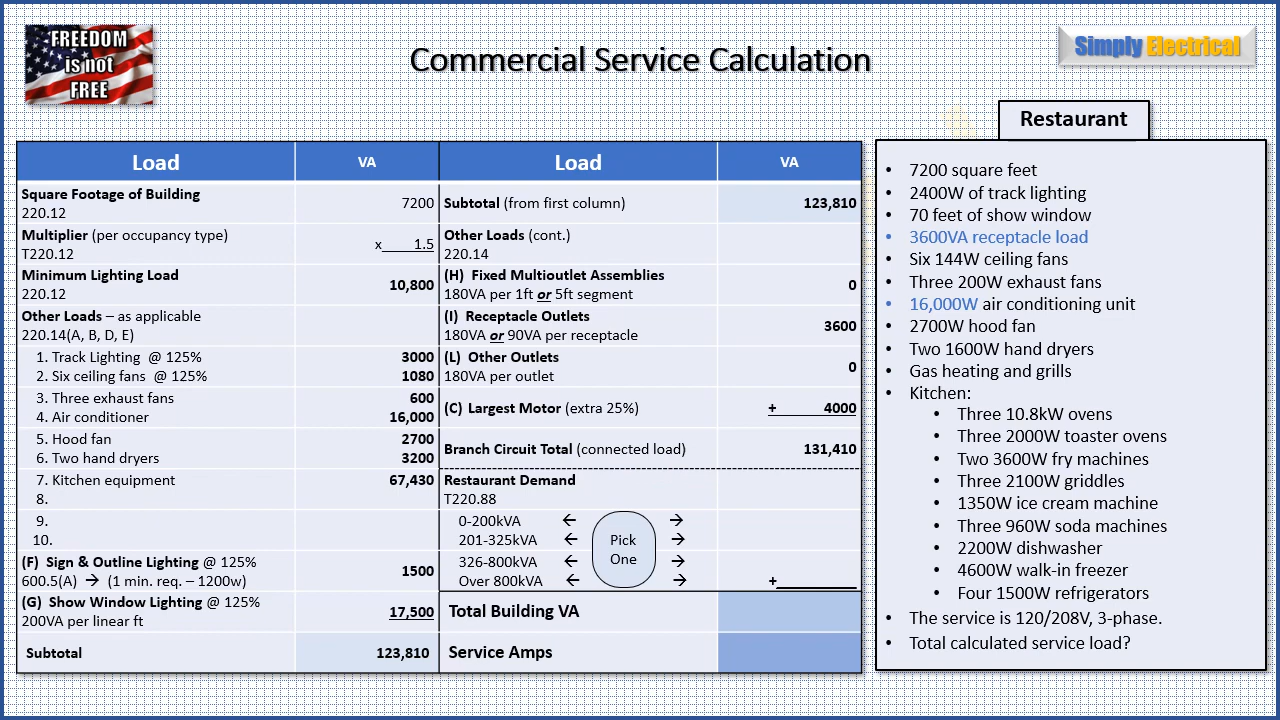 FREEDOM
is not
FREE
Commercial Service Calculation
Simply Electrical
Load VA Load VA
Square Footage of Building
220.12
7200
Subtotal (from first column) 123,810
Multiplier (per occupancy type)
T220.12
x 1.5
Other Loads (cont.)
220.14
Minimum Lighting Load
220.12
10,800
(H) Fixed Multioutlet Assemblies
180VA per 1ft or 5ft segment
0
Other Loads – as applicable
220.14(A, B, D, E)
(I) Receptacle Outlets
180VA or 90VA per receptacle
3600
1. Track Lighting @ 125% 3000
2. Six ceiling fans @ 125% 1080
(L) Other Outlets
180VA per outlet
0
3. Three exhaust fans 600
4. Air conditioner 16,000
(C) Largest Motor (extra 25%) + 4000
5. Hood fan 2700
6. Two hand dryers 3200
Branch Circuit Total (connected load) 131,410
7. Kitchen equipment 67,430
8.
Restaurant Demand
T220.88
9.
10.
0-200kVA ← →
201-325kVA ← →
326-800kVA ← →
Over 800kVA ← → +
Pick
One
(F) Sign & Outline Lighting @ 125%
600.5(A) → (1 min. req. – 1200w)
1500
(G) Show Window Lighting @ 125%
200VA per linear ft
17,500
Total Building VA
Subtotal 123,810
Service Amps
Restaurant
• 7200 square feet
• 2400W of track lighting
• 70 feet of show window
• 3600VA receptacle load
• Six 144W ceiling fans
• Three 200W exhaust fans
• 16,000W air conditioning unit
• 2700W hood fan
• Two 1600W hand dryers
• Gas heating and grills
• Kitchen:
• Three 10.8kW ovens
• Three 2000W toaster ovens
• Two 3600W fry machines
• Three 2100W griddles
• 1350W ice cream machine
• Three 960W soda machines
• 2200W dishwasher
• 4600W walk-in freezer
• Four 1500W refrigerators
• The service is 120/208V, 3-phase.
• Total calculated service load?